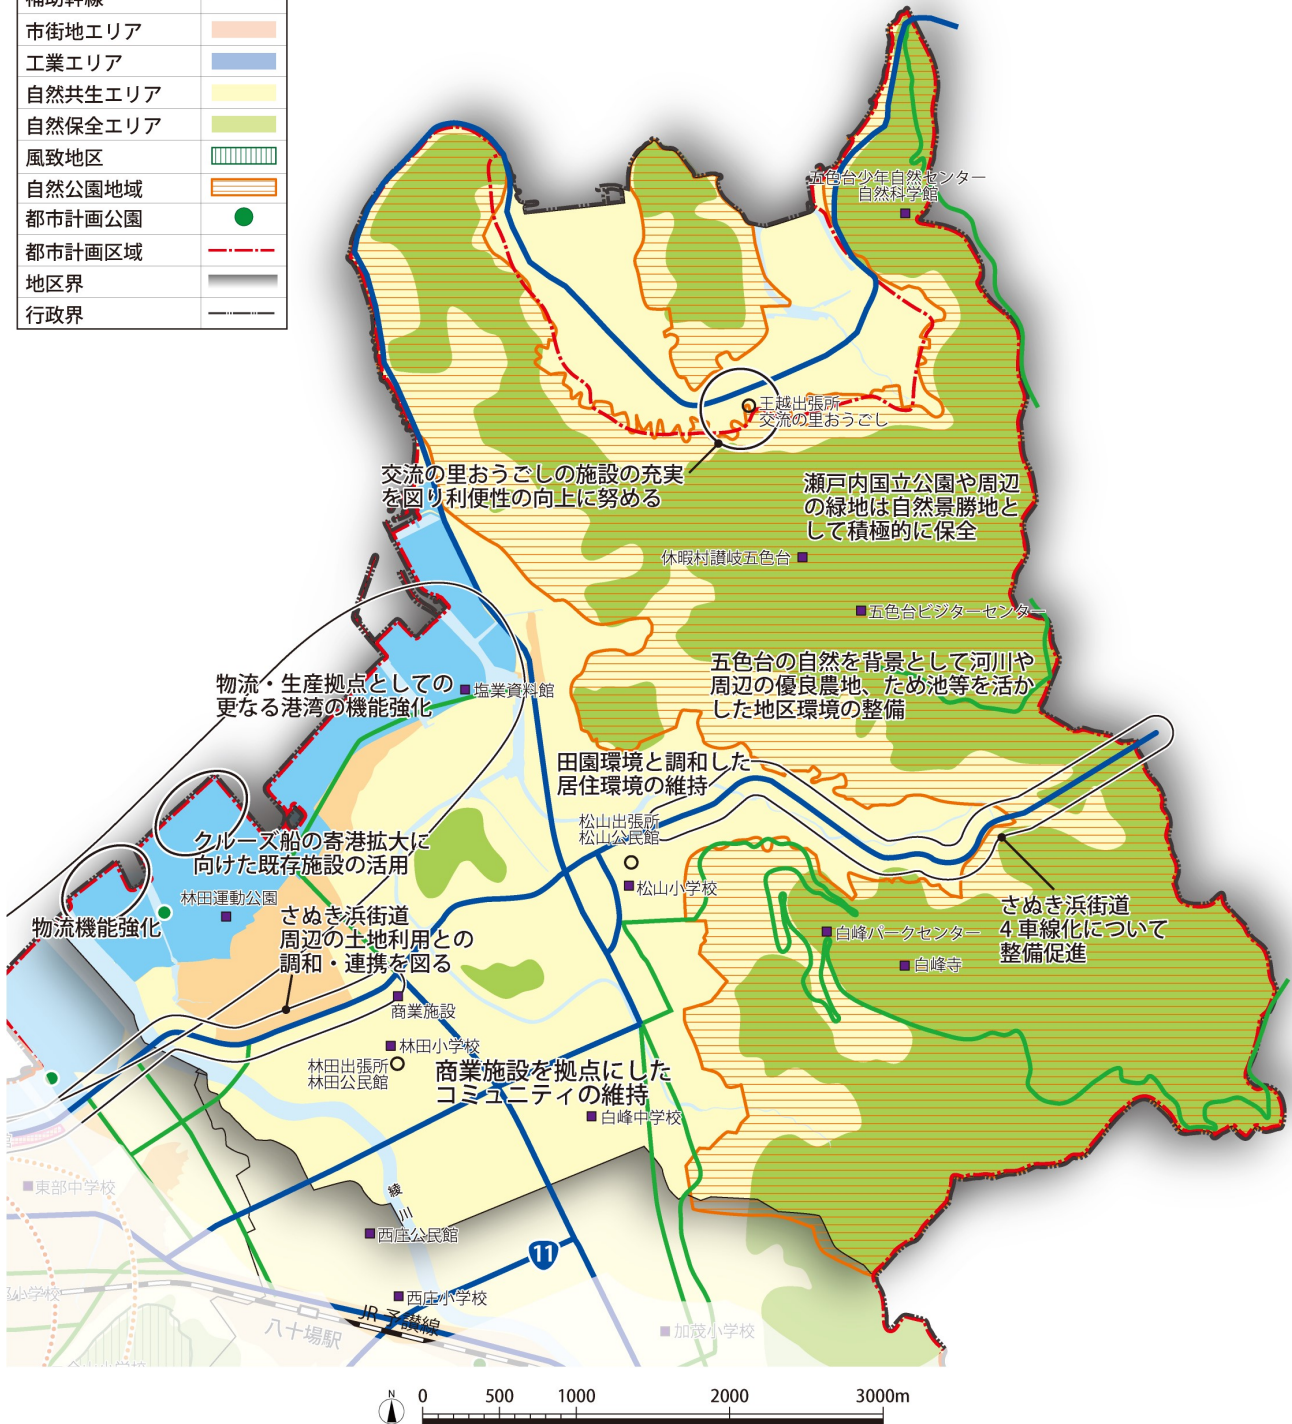 補助幹線
市街地エリア
工業エリア
自然共生エリア
自然保全エリア
風致地区
自然公園地域
都市計画公園
都市計画区域
地区界
行政界
五色台少年自然センター
自然科学館
王越出張所
交流の里おうごし
交流の里おうごしの施設の充実
を図り利便性の向上に努める
瀬戸内国立公園や周辺
の緑地は自然景勝地と
して積極的に保全
休暇村讃岐五色台
五色台ビジターセンター
五色台の自然を背景として河川や
周辺の優良農地、ため池等を活か
した地区環境の整備
物流・生産拠点としての
更なる港湾の機能強化
塩業資料館
田園環境と調和した
居住環境の維持
松山出張所
松山公民館
松山小学校
クルーズ船の寄港拡大に
向けた既存施設の活用
林田運動公園
物流機能強化
さぬき浜街道
周辺の土地利用との
調和・連携を図る
さぬき浜街道
4車線化について
整備促進
白峰パークセンター
白峰寺
商業施設
林田小学校
林田出張所
林田公民館
商業施設を拠点にした
コミュニティの維持
白峰中学校
東部中学校
綾川
西庄公民館
11
西庄小学校
JR予讃線
八十場駅
加茂小学校
小学校
N
0 500 1000 2000 3000m